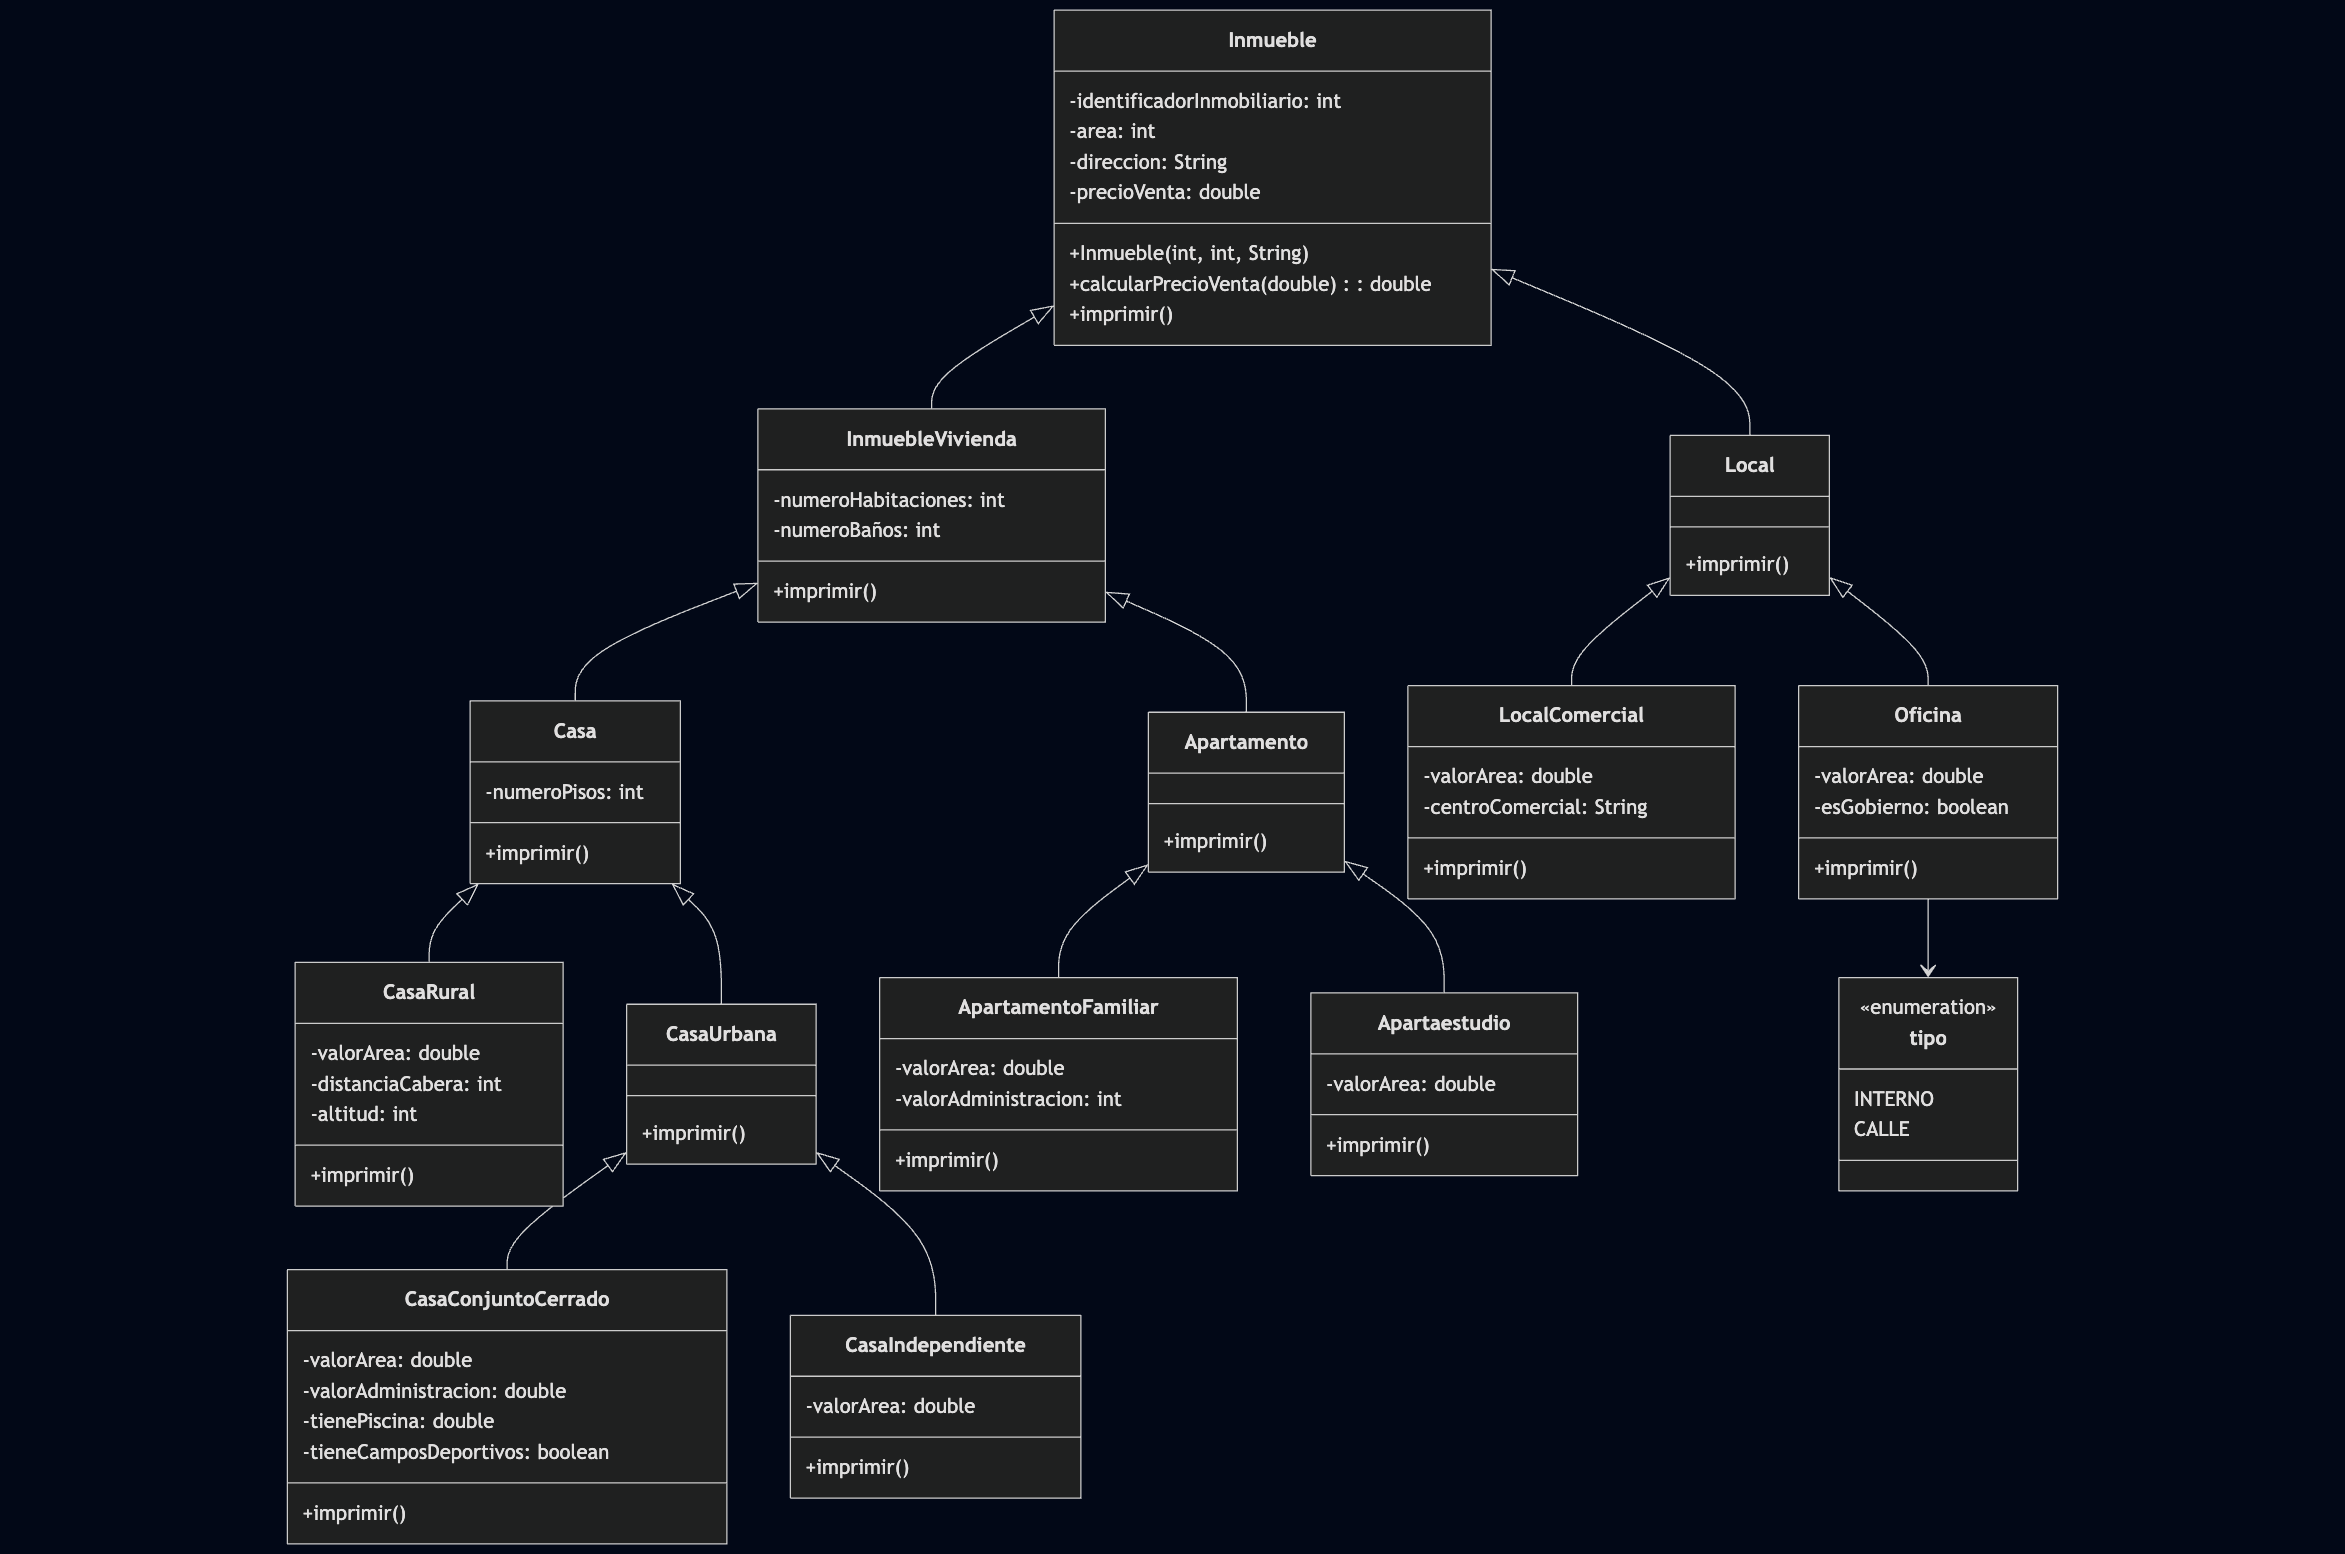 Inmueble
-identificadorInmobiliario: int
-area: int
-direccion: String
-precioVenta: double
+Inmueble(int, int, String)
+calcularPrecioVenta(double) : : double
+imprimir()
InmuebleVivienda
-numeroHabitaciones: int
-numeroBaños: int
+imprimir()
Local
+imprimir()
Casa
-numeroPisos: int
+imprimir()
Apartamento
+imprimir()
LocalComercial
-valorArea: double
-centroComercial: String
+imprimir()
Oficina
-valorArea: double
-esGobierno: boolean
+imprimir()
CasaRural
-valorArea: double
-distanciaCabera: int
-altitud: int
+imprimir()
CasaUrbana
+imprimir()
ApartamentoFamiliar
-valorArea: double
-valorAdministracion: int
+imprimir()
Apartaestudio
-valorArea: double
+imprimir()
«enumeration»
tipo
INTERNO
CALLE
CasaConjuntoCerrado
-valorArea: double
-valorAdministracion: double
-tienePiscina: double
-tieneCamposDeportivos: boolean
+imprimir()
CasaIndependiente
-valorArea: double
+imprimir()